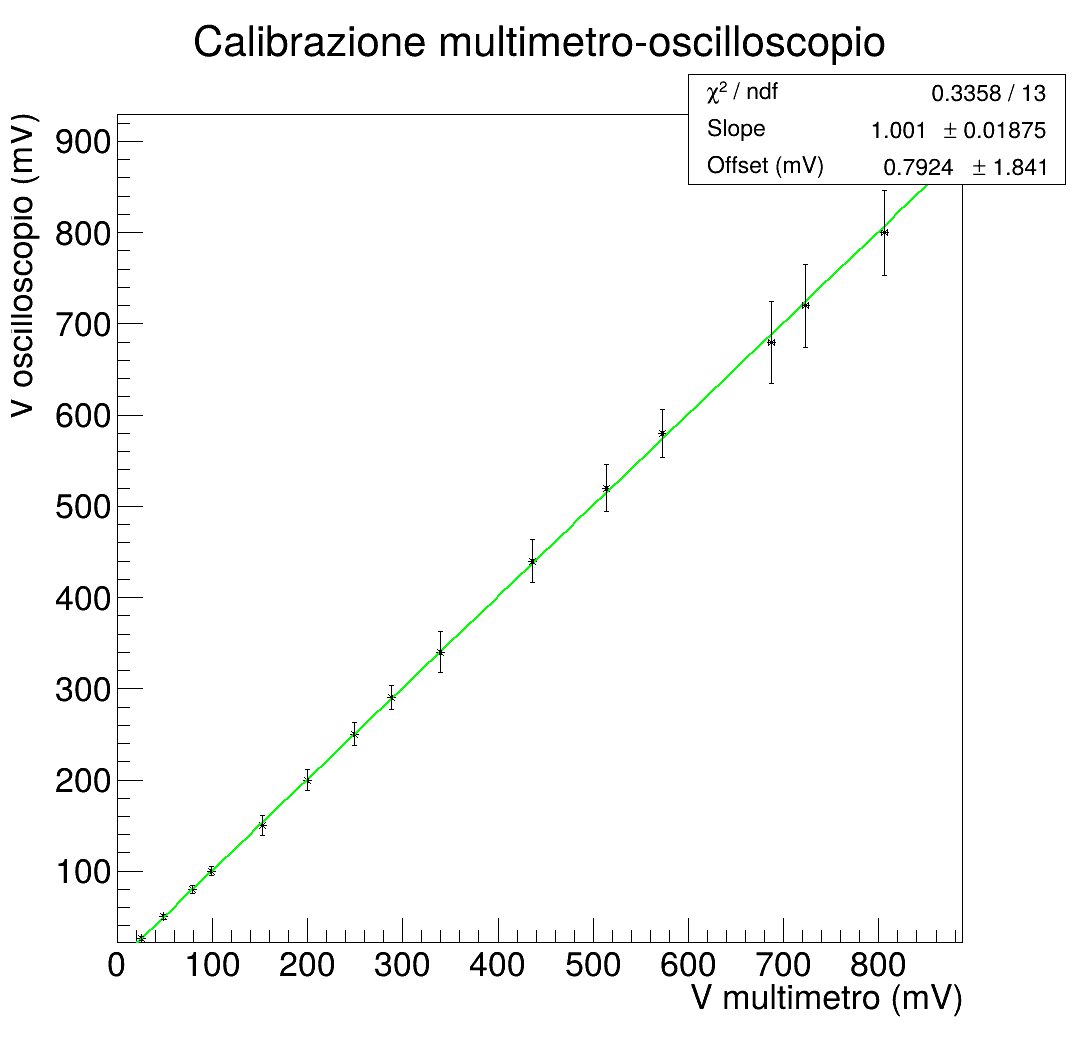 Calibrazione multimetro-oscilloscopio
χ² / ndf 0.3358 / 13
Slope 1.001 ± 0.01875
Offset (mV) 0.7924 ± 1.841
V oscilloscopio (mV)
900
800
700
600
500
400
300
200
100
0 100 200 300 400 500 600 700 800
V multimetro (mV)